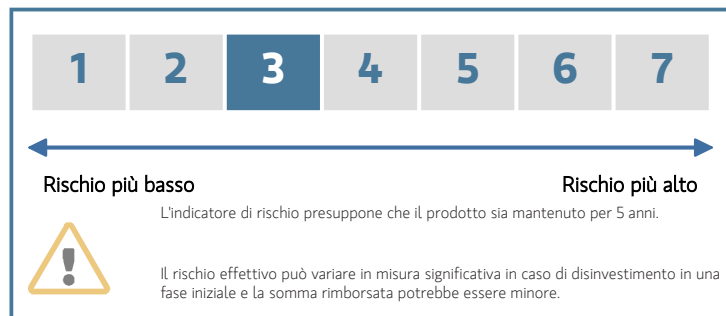 1 2 3 4 5 6 7
Rischio più basso Rischio più alto
L'indicatore di rischio presuppone che il prodotto sia mantenuto per 5 anni.
Il rischio effettivo può variare in misura significativa in caso di disinvestimento in una
fase iniziale e la somma rimborsata potrebbe essere minore.